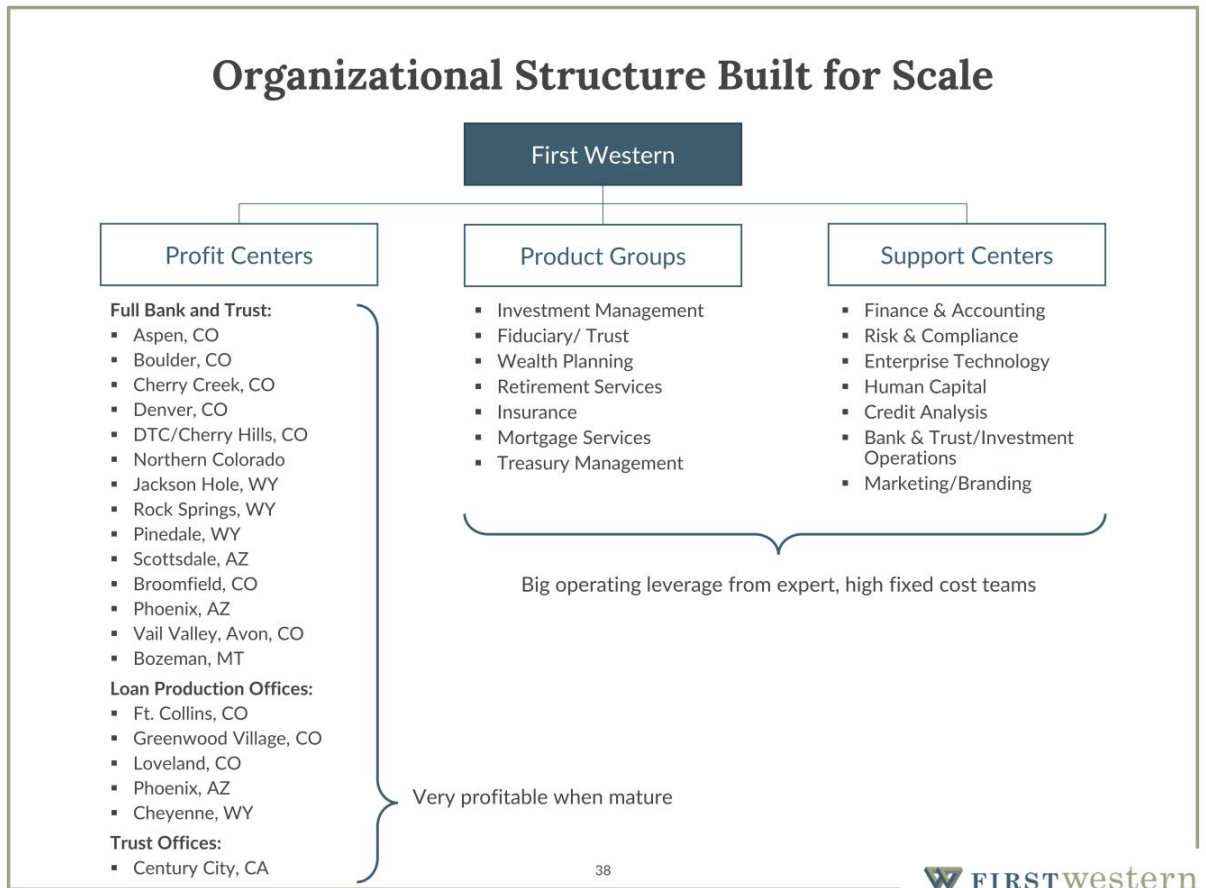 Organizational Structure Built for Scale
First Western
Profit Centers
Full Bank and Trust:
▪ Aspen, CO
▪ Boulder, CO
▪ Cherry Creek, CO
▪ Denver, CO
▪ DTC/Cherry Hills, CO
▪ Northern Colorado
▪ Jackson Hole, WY
▪ Rock Springs, WY
▪ Pinedale, WY
▪ Scottsdale, AZ
▪ Broomfield, CO
▪ Phoenix, AZ
▪ Vail Valley, Avon, CO
▪ Bozeman, MT
Loan Production Offices:
▪ Ft. Collins, CO
▪ Greenwood Village, CO
▪ Loveland, CO
▪ Phoenix, AZ
▪ Cheyenne, WY
Trust Offices:
▪ Century City, CA
Very profitable when mature
Product Groups
▪ Investment Management
▪ Fiduciary/ Trust
▪ Wealth Planning
▪ Retirement Services
▪ Insurance
▪ Mortgage Services
▪ Treasury Management
Support Centers
▪ Finance & Accounting
▪ Risk & Compliance
▪ Enterprise Technology
▪ Human Capital
▪ Credit Analysis
▪ Bank & Trust/Investment
Operations
▪ Marketing/Branding
Big operating leverage from expert, high fixed cost teams
38
FIRSTwestern